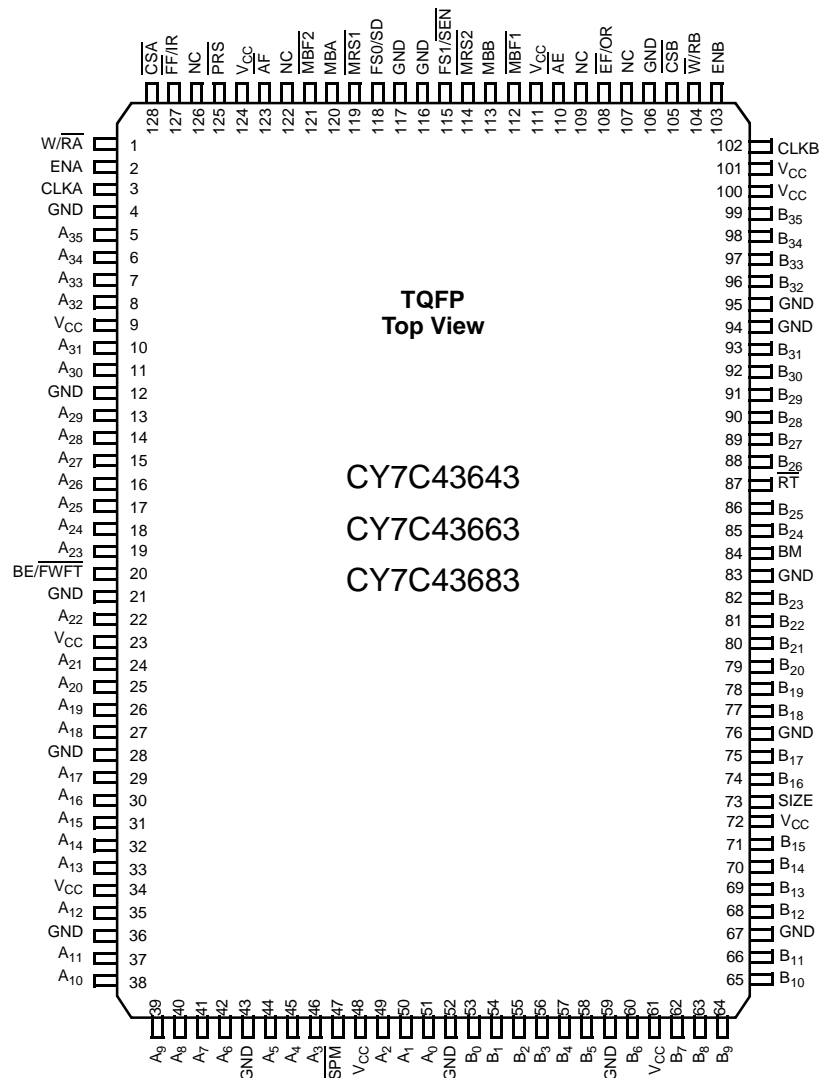 CSA
FF/IR
NC
PRS
VCC
AF
NC
MBF2
MBA
MRS1
FS0/SD
GND
GND
FS1/SEN
MRS2
MBB
MBF1
VCC
AE
NC
EF/OR
NC
GND
CSB
W/RB
ENB
128
127
126
125
124
123
122
121
120
119
118
117
116
115
114
113
112
111
110
109
108
107
106
105
104
103
W/RA 1
ENA 2
CLKA 3
GND 4
A35 5
A34 6
A33 7
A32 8
VCC 9
A31 10
A30 11
GND 12
A29 13
A28 14
A27 15
A26 16
A25 17
A24 18
A23 19
BE/FWFT 20
GND 21
A22 22
VCC 23
A21 24
A20 25
A19 26
A18 27
GND 28
A17 29
A16 30
A15 31
A14 32
A13 33
VCC 34
A12 35
GND 36
A11 37
A10 38
TQFP
Top View
CY7C43643
CY7C43663
CY7C43683
102 CLKB
101 VCC
100 VCC
99 B35
98 B34
97 B33
96 B32
95 GND
94 GND
93 B31
92 B30
91 B29
90 B28
89 B27
88 B26
87 RT
86 B25
85 B24
84 BM
83 GND
82 B23
81 B22
80 B21
79 B20
78 B19
77 B18
76 GND
75 B17
74 B16
73 SIZE
72 VCC
71 B15
70 B14
69 B13
68 B12
67 GND
66 B11
65 B10
39
40
41
42
43
44
45
46
47
48
49
50
51
52
53
54
55
56
57
58
59
60
61
62
63
64
A9
A8
A7
A6
GND
A5
A4
A3
SPM
VCC
A2
A1
A0
GND
B0
B1
B2
B3
B4
B5
GND
B6
VCC
B7
B8
B9